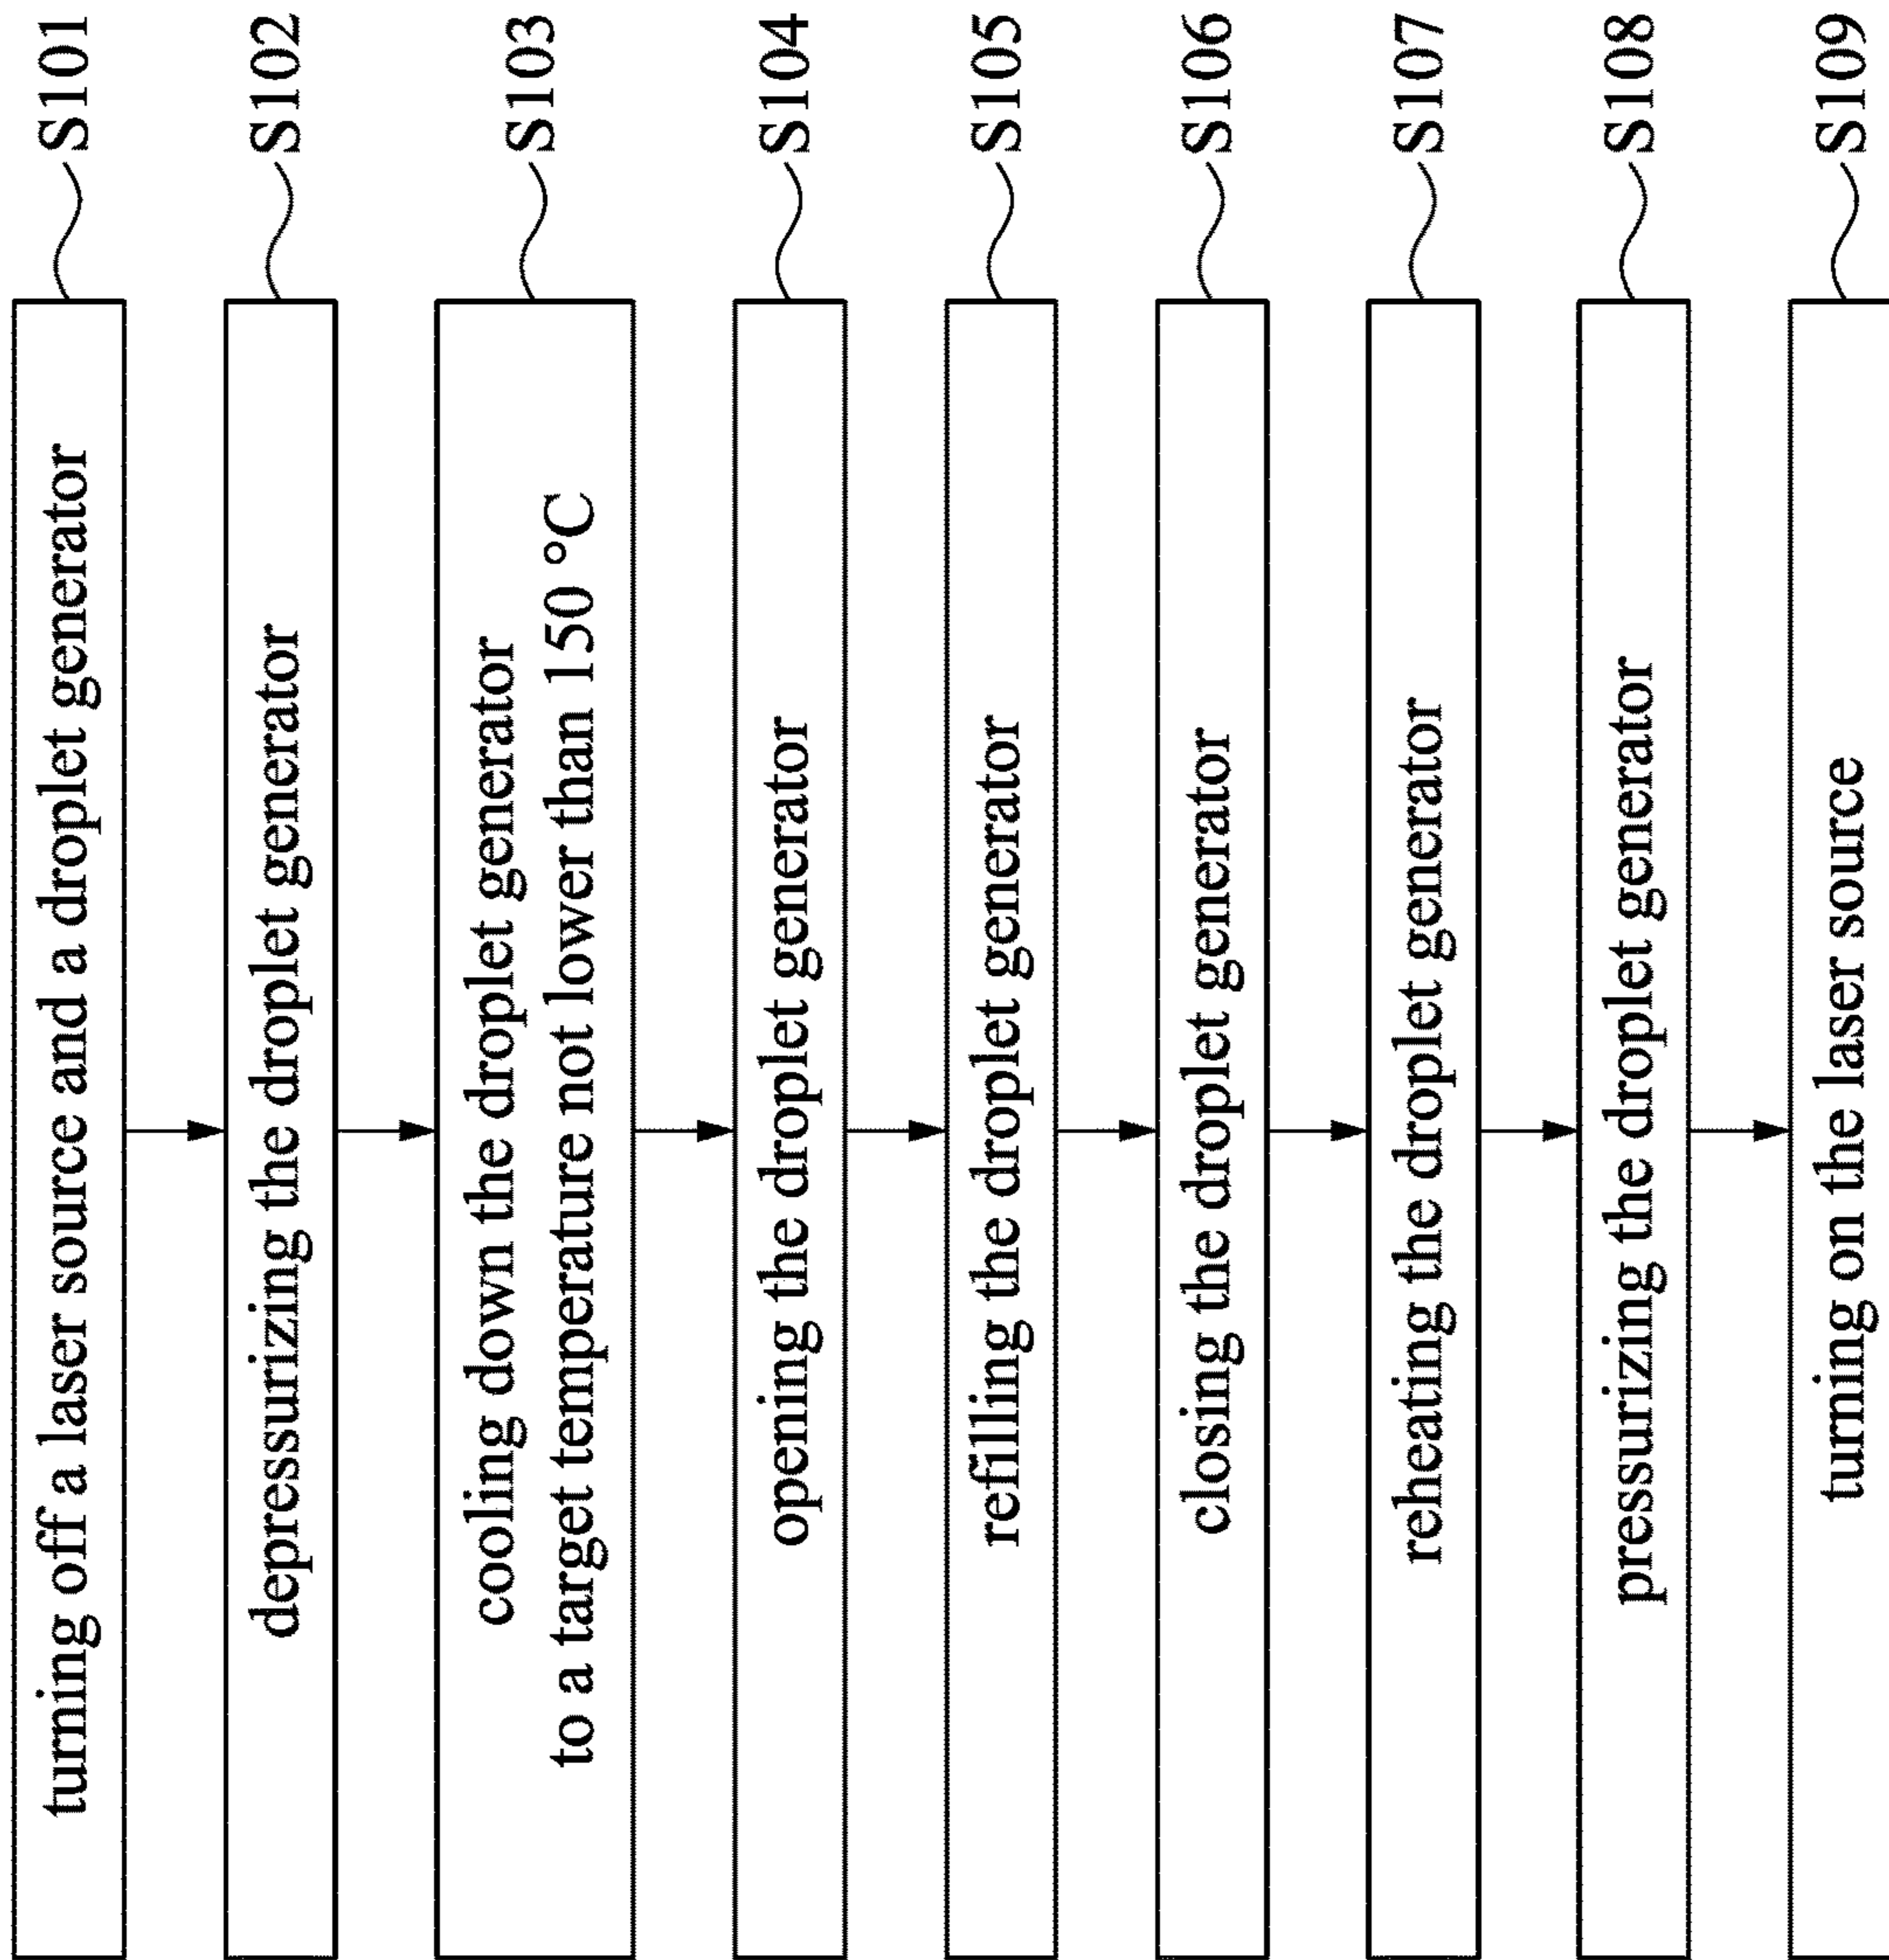 turning off a laser source and a droplet generator S101
depressurizing the droplet generator S102
cooling down the droplet generator
to a target temperature not lower than 150 °C S103
opening the droplet generator S104
refilling the droplet generator S105
closing the droplet generator S106
reheating the droplet generator S107
pressurizing the droplet generator S108
turning on the laser source S109